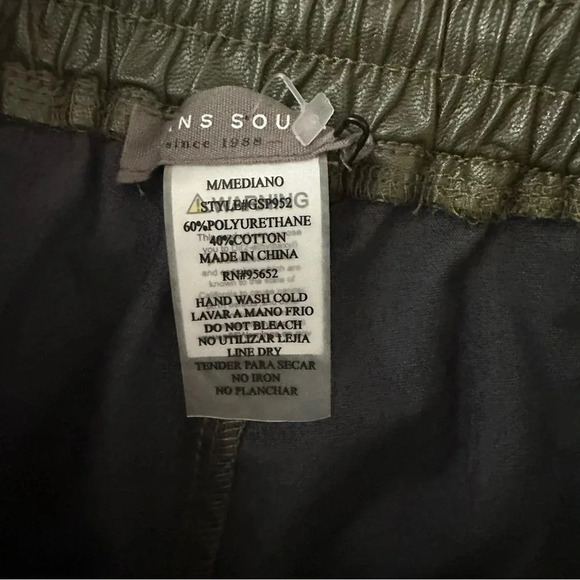 NS SOU
since 1988
M/MEDIANO
WARNING
STYLE#GSP952
60%POLYURETHANE
40%COTTON
MADE IN CHINA
RN#95652
HAND WASH COLD
LAVAR A MANO FRIO
DO NOT BLEACH
NO UTILIZAR LEJIA
LINE DRY
TENDER PARA SECAR
NO IRON
NO PLANCHAR